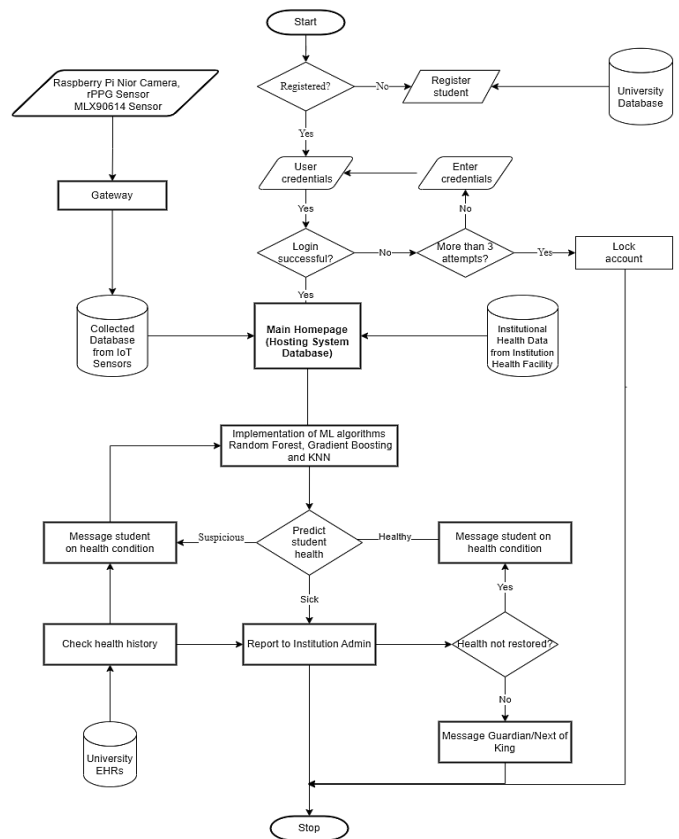 Start
Raspberry Pi Nior Camera,
rPPG Sensor
MLX90614 Sensor
Registered?
No
Register
student
University
Database
Yes
Gateway
User
credentials
Enter
credentials
Yes
No
Login
successful?
No
More than 3
attempts?
Yes
Lock
account
Yes
Collected
Database
from IoT
Sensors
Main Homepage
(Hosting System
Database)
Institutional
Health Data
from Institution
Health Facility
Implementation of ML algorithms
Random Forest, Gradient Boosting
and KNN
Message student
on health condition
Suspicious
Predict
student
health
Healthy
Message student on
health condition
Sick
Yes
Check health history
Report to Institution Admin
Health not restored?
No
University
EHRs
Message Guardian/Next of
King
Stop